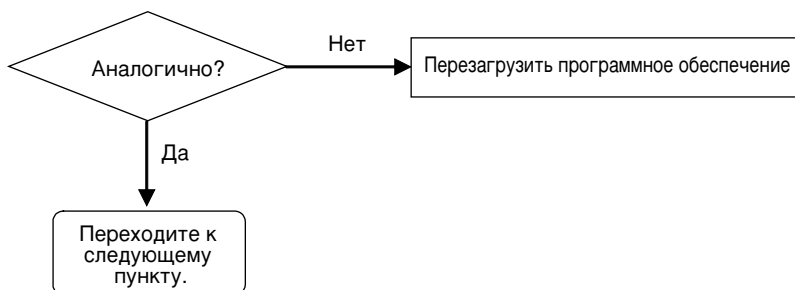 Нет
Аналогично?
Перезагрузить программное обеспечение
Да
Переходите к
следующему
пункту.